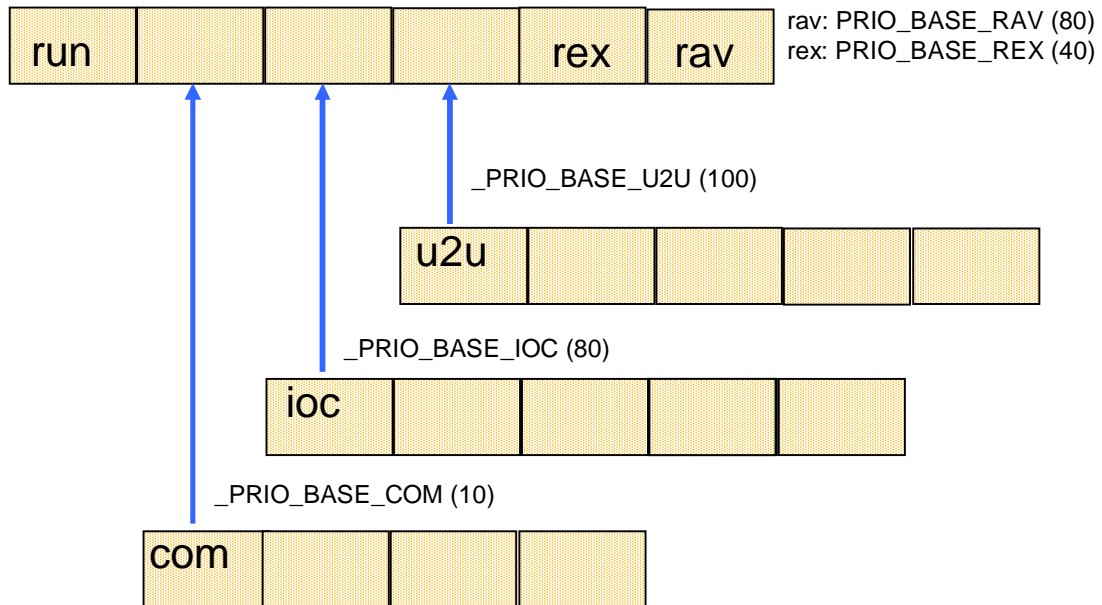 run
rex
rav
rav: PRIO_BASE_RAV (80)
rex: PRIO_BASE_REX (40)
_PRIO_BASE_U2U (100)
u2u
_PRIO_BASE_IOC (80)
ioc
_PRIO_BASE_COM (10)
com